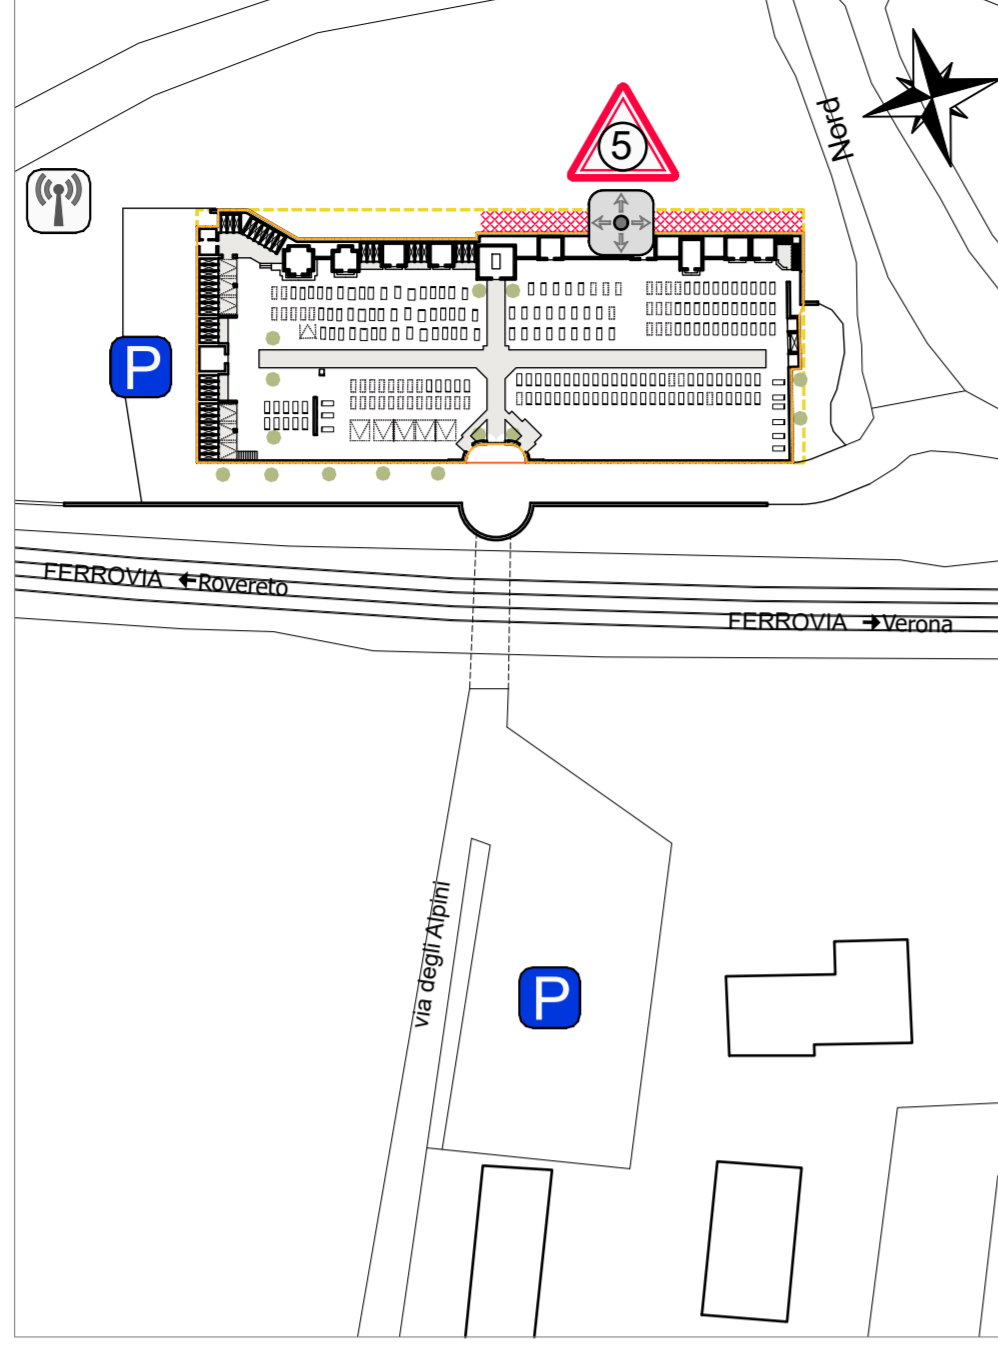 Nord
5
P
FERROVIA ← Rovereto
FERROVIA → Verona
via degli Alpini
P